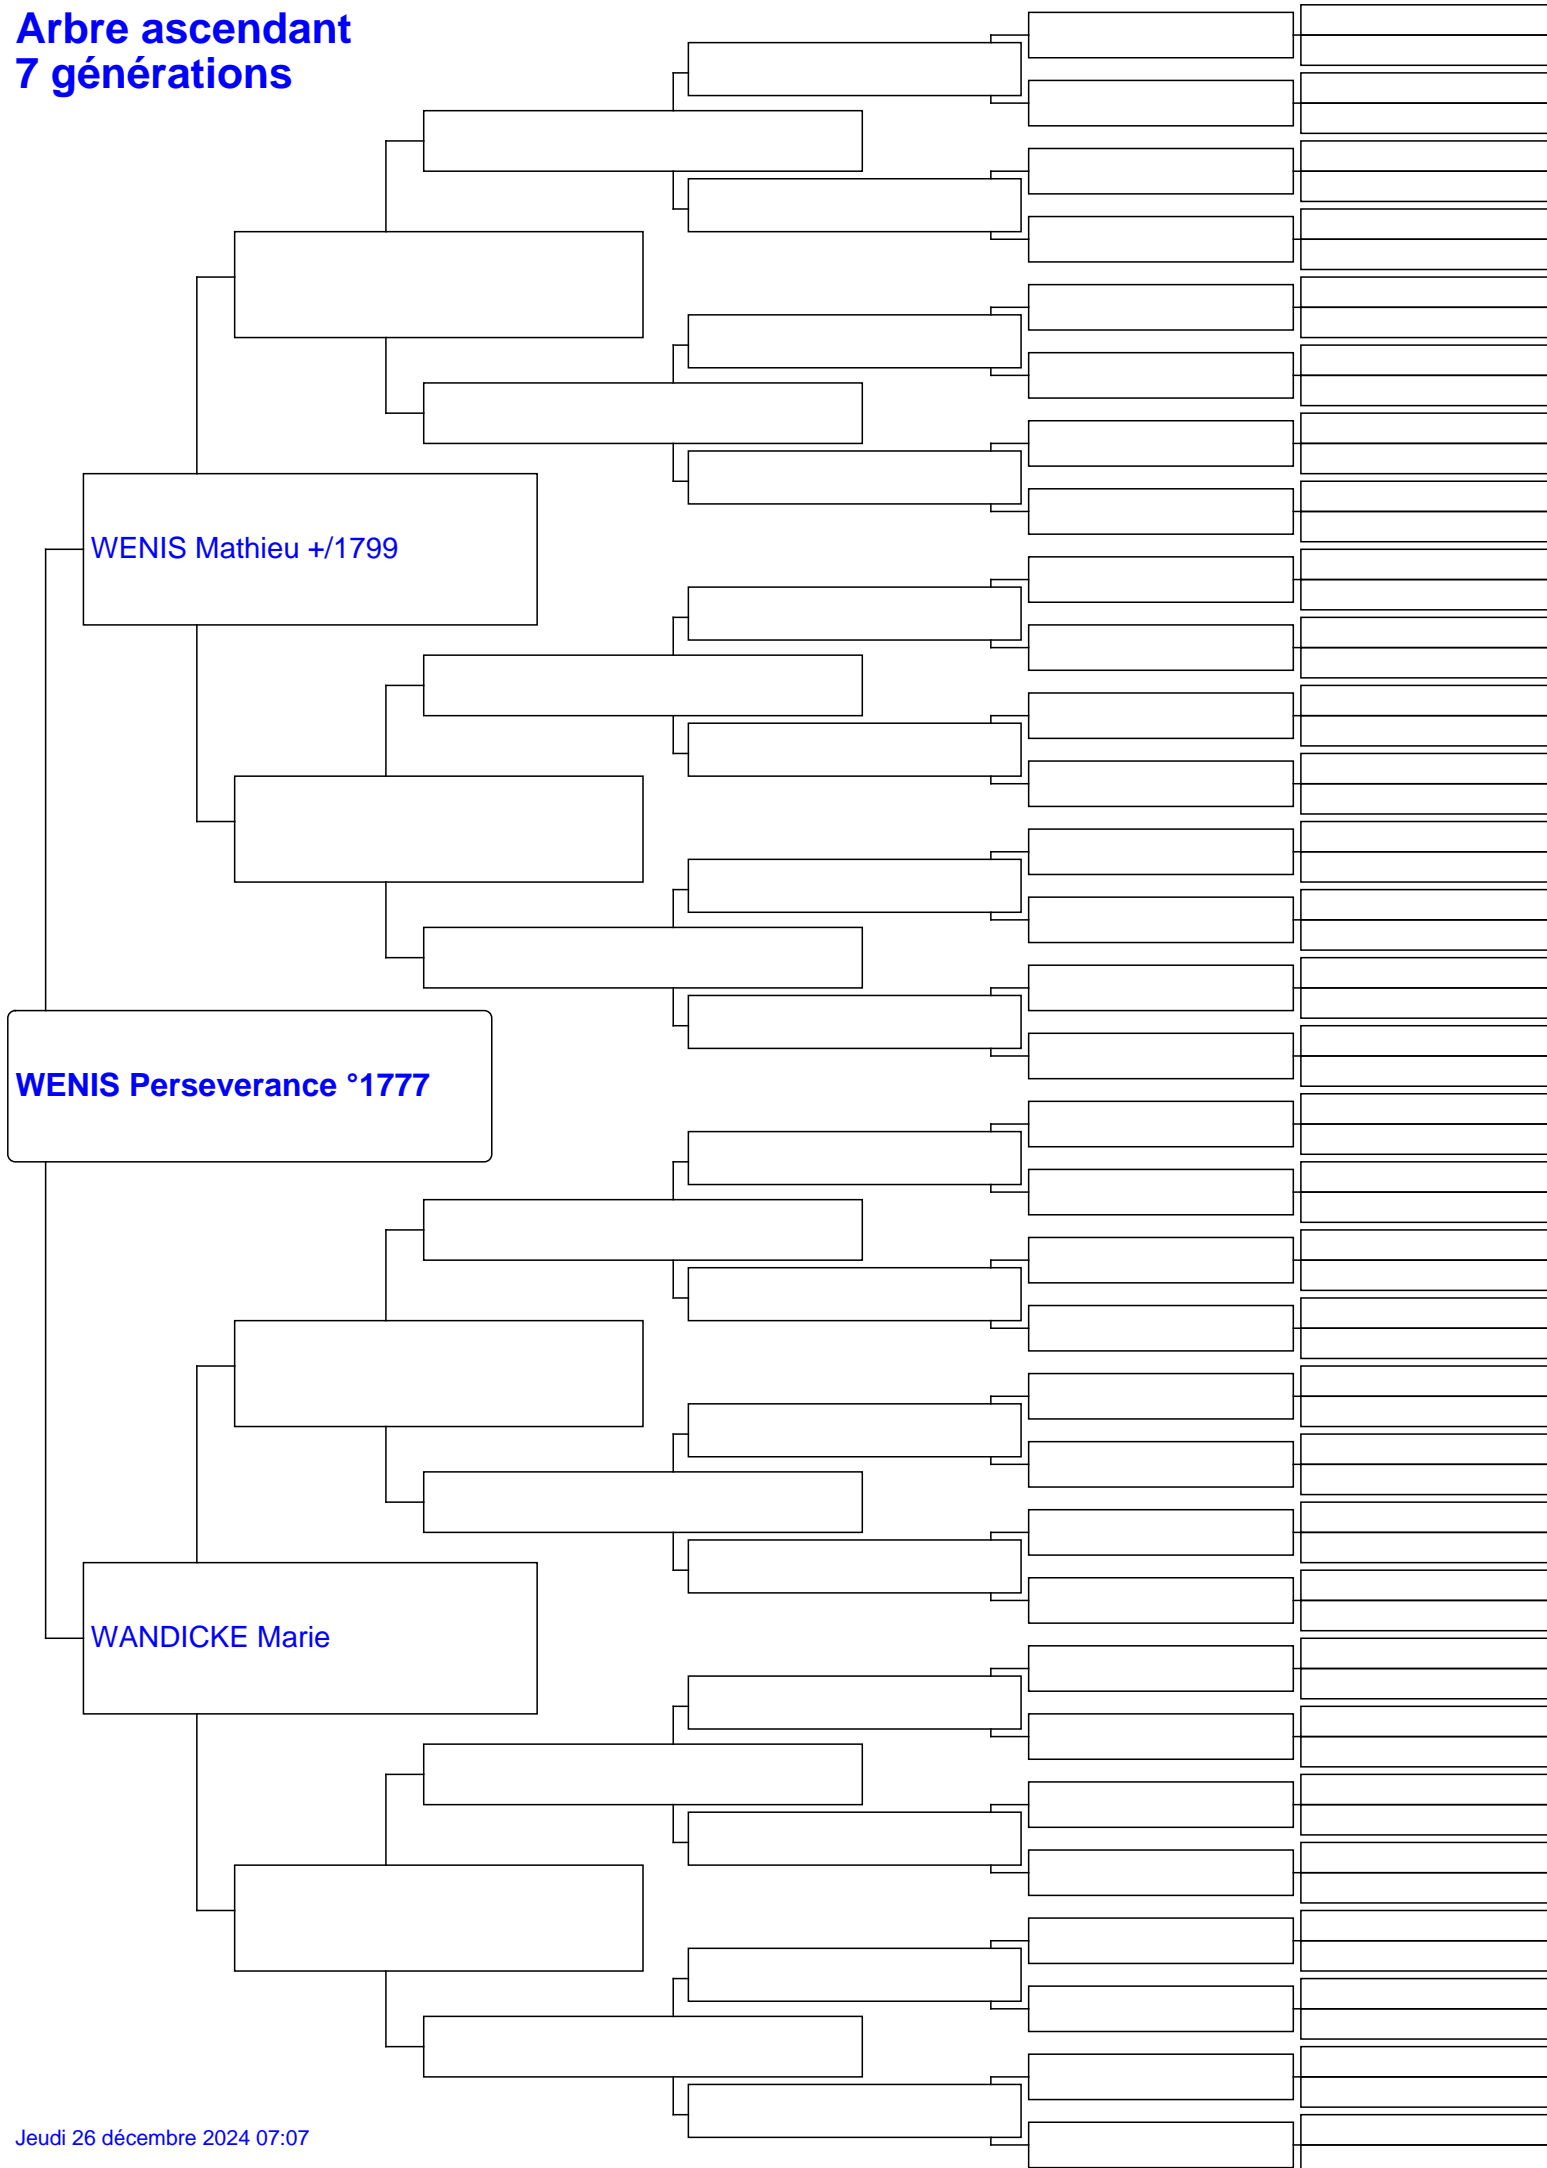 Arbre ascendant
7 générations
WENIS Mathieu +/1799
WENIS Perseverance °1777
WANDICKE Marie
Jeudi 26 décembre 2024 07:07